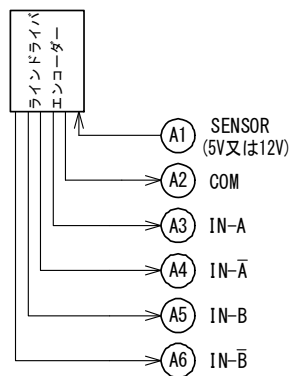 ラインドライバ
エンコーダー
A1 SENSOR
(5V又は12V)
A2 COM
A3 IN-A
A4 IN-A̅
A5 IN-B
A6 IN-B̅